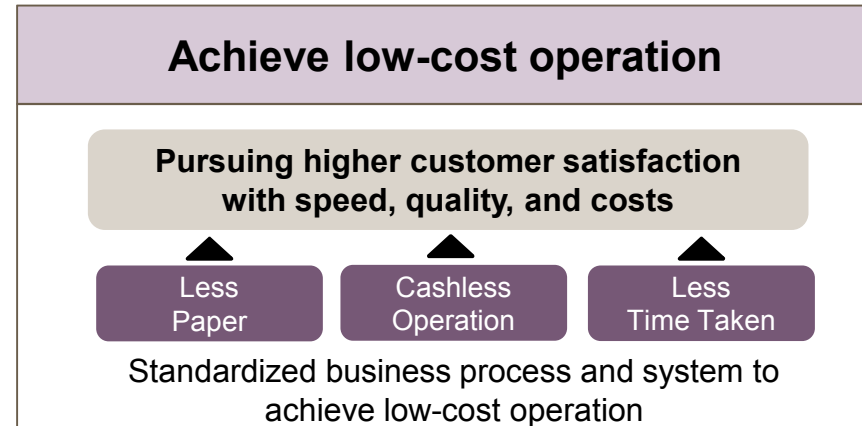 Achieve low-cost operation
Pursuing higher customer satisfaction
with speed, quality, and costs
Less
Paper
Cashless
Operation
Less
Time Taken
Standardized business process and system to
achieve low-cost operation